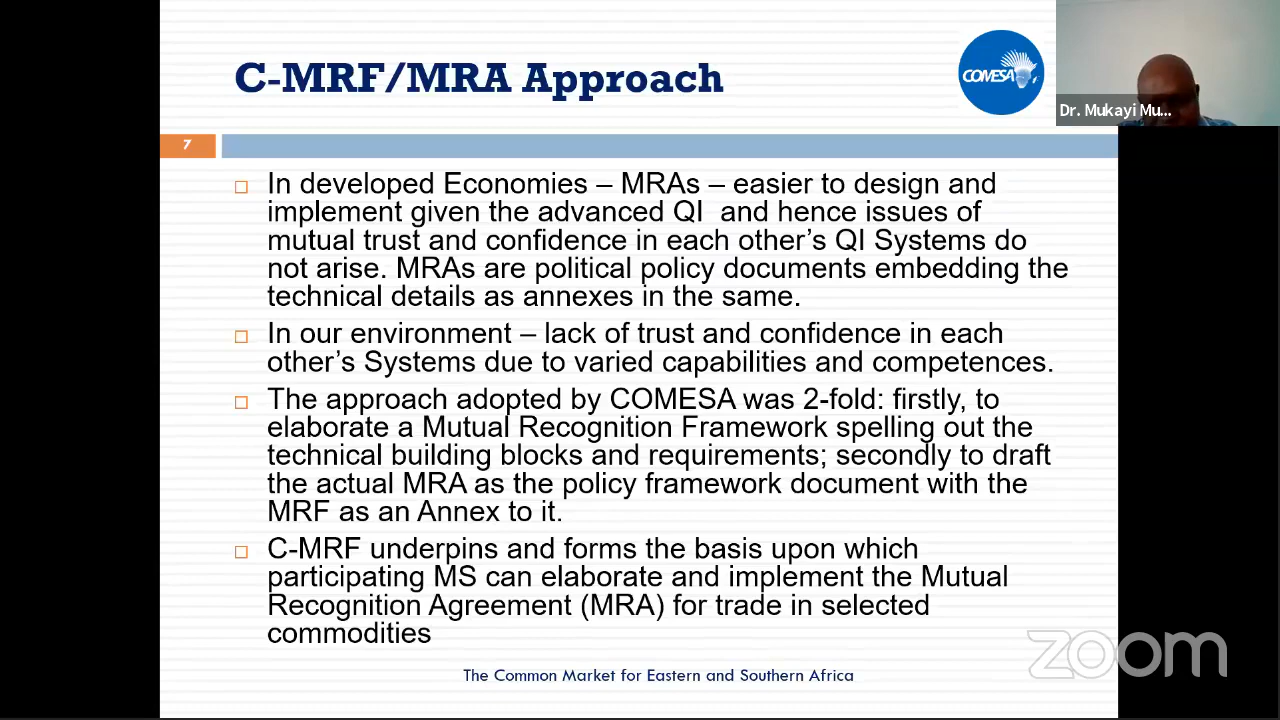 C-MRF/MRA Approach
COMESA
Dr. Mukayi Mu...
7
In developed Economies – MRAs – easier to design and
implement given the advanced QI  and hence issues of
mutual trust and confidence in each other's QI Systems do
not arise. MRAs are political policy documents embedding the
technical details as annexes in the same.
In our environment – lack of trust and confidence in each
other's Systems due to varied capabilities and competences.
The approach adopted by COMESA was 2-fold: firstly, to
elaborate a Mutual Recognition Framework spelling out the
technical building blocks and requirements; secondly to draft
the actual MRA as the policy framework document with the
MRF as an Annex to it.
C-MRF underpins and forms the basis upon which
participating MS can elaborate and implement the Mutual
Recognition Agreement (MRA) for trade in selected
commodities
The Common Market for Eastern and Southern Africa
zoom